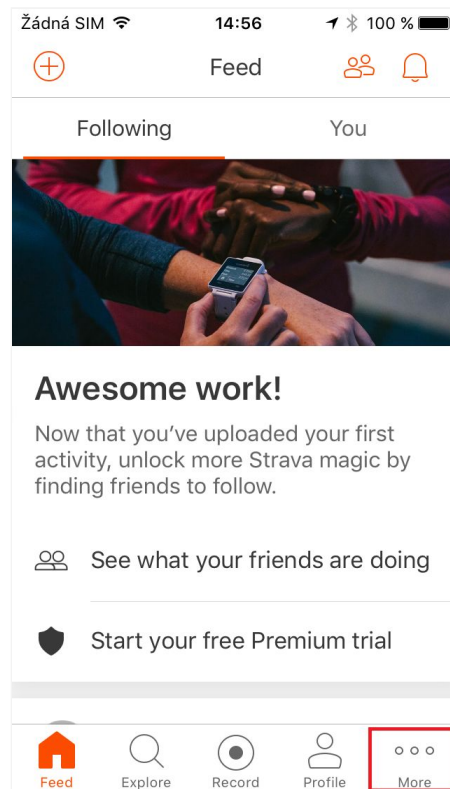 Žádná SIM 14:56 100 %
Feed
Following You
Awesome work!
Now that you've uploaded your first
activity, unlock more Strava magic by
finding friends to follow.
See what your friends are doing
Start your free Premium trial
Feed Explore Record Profile More